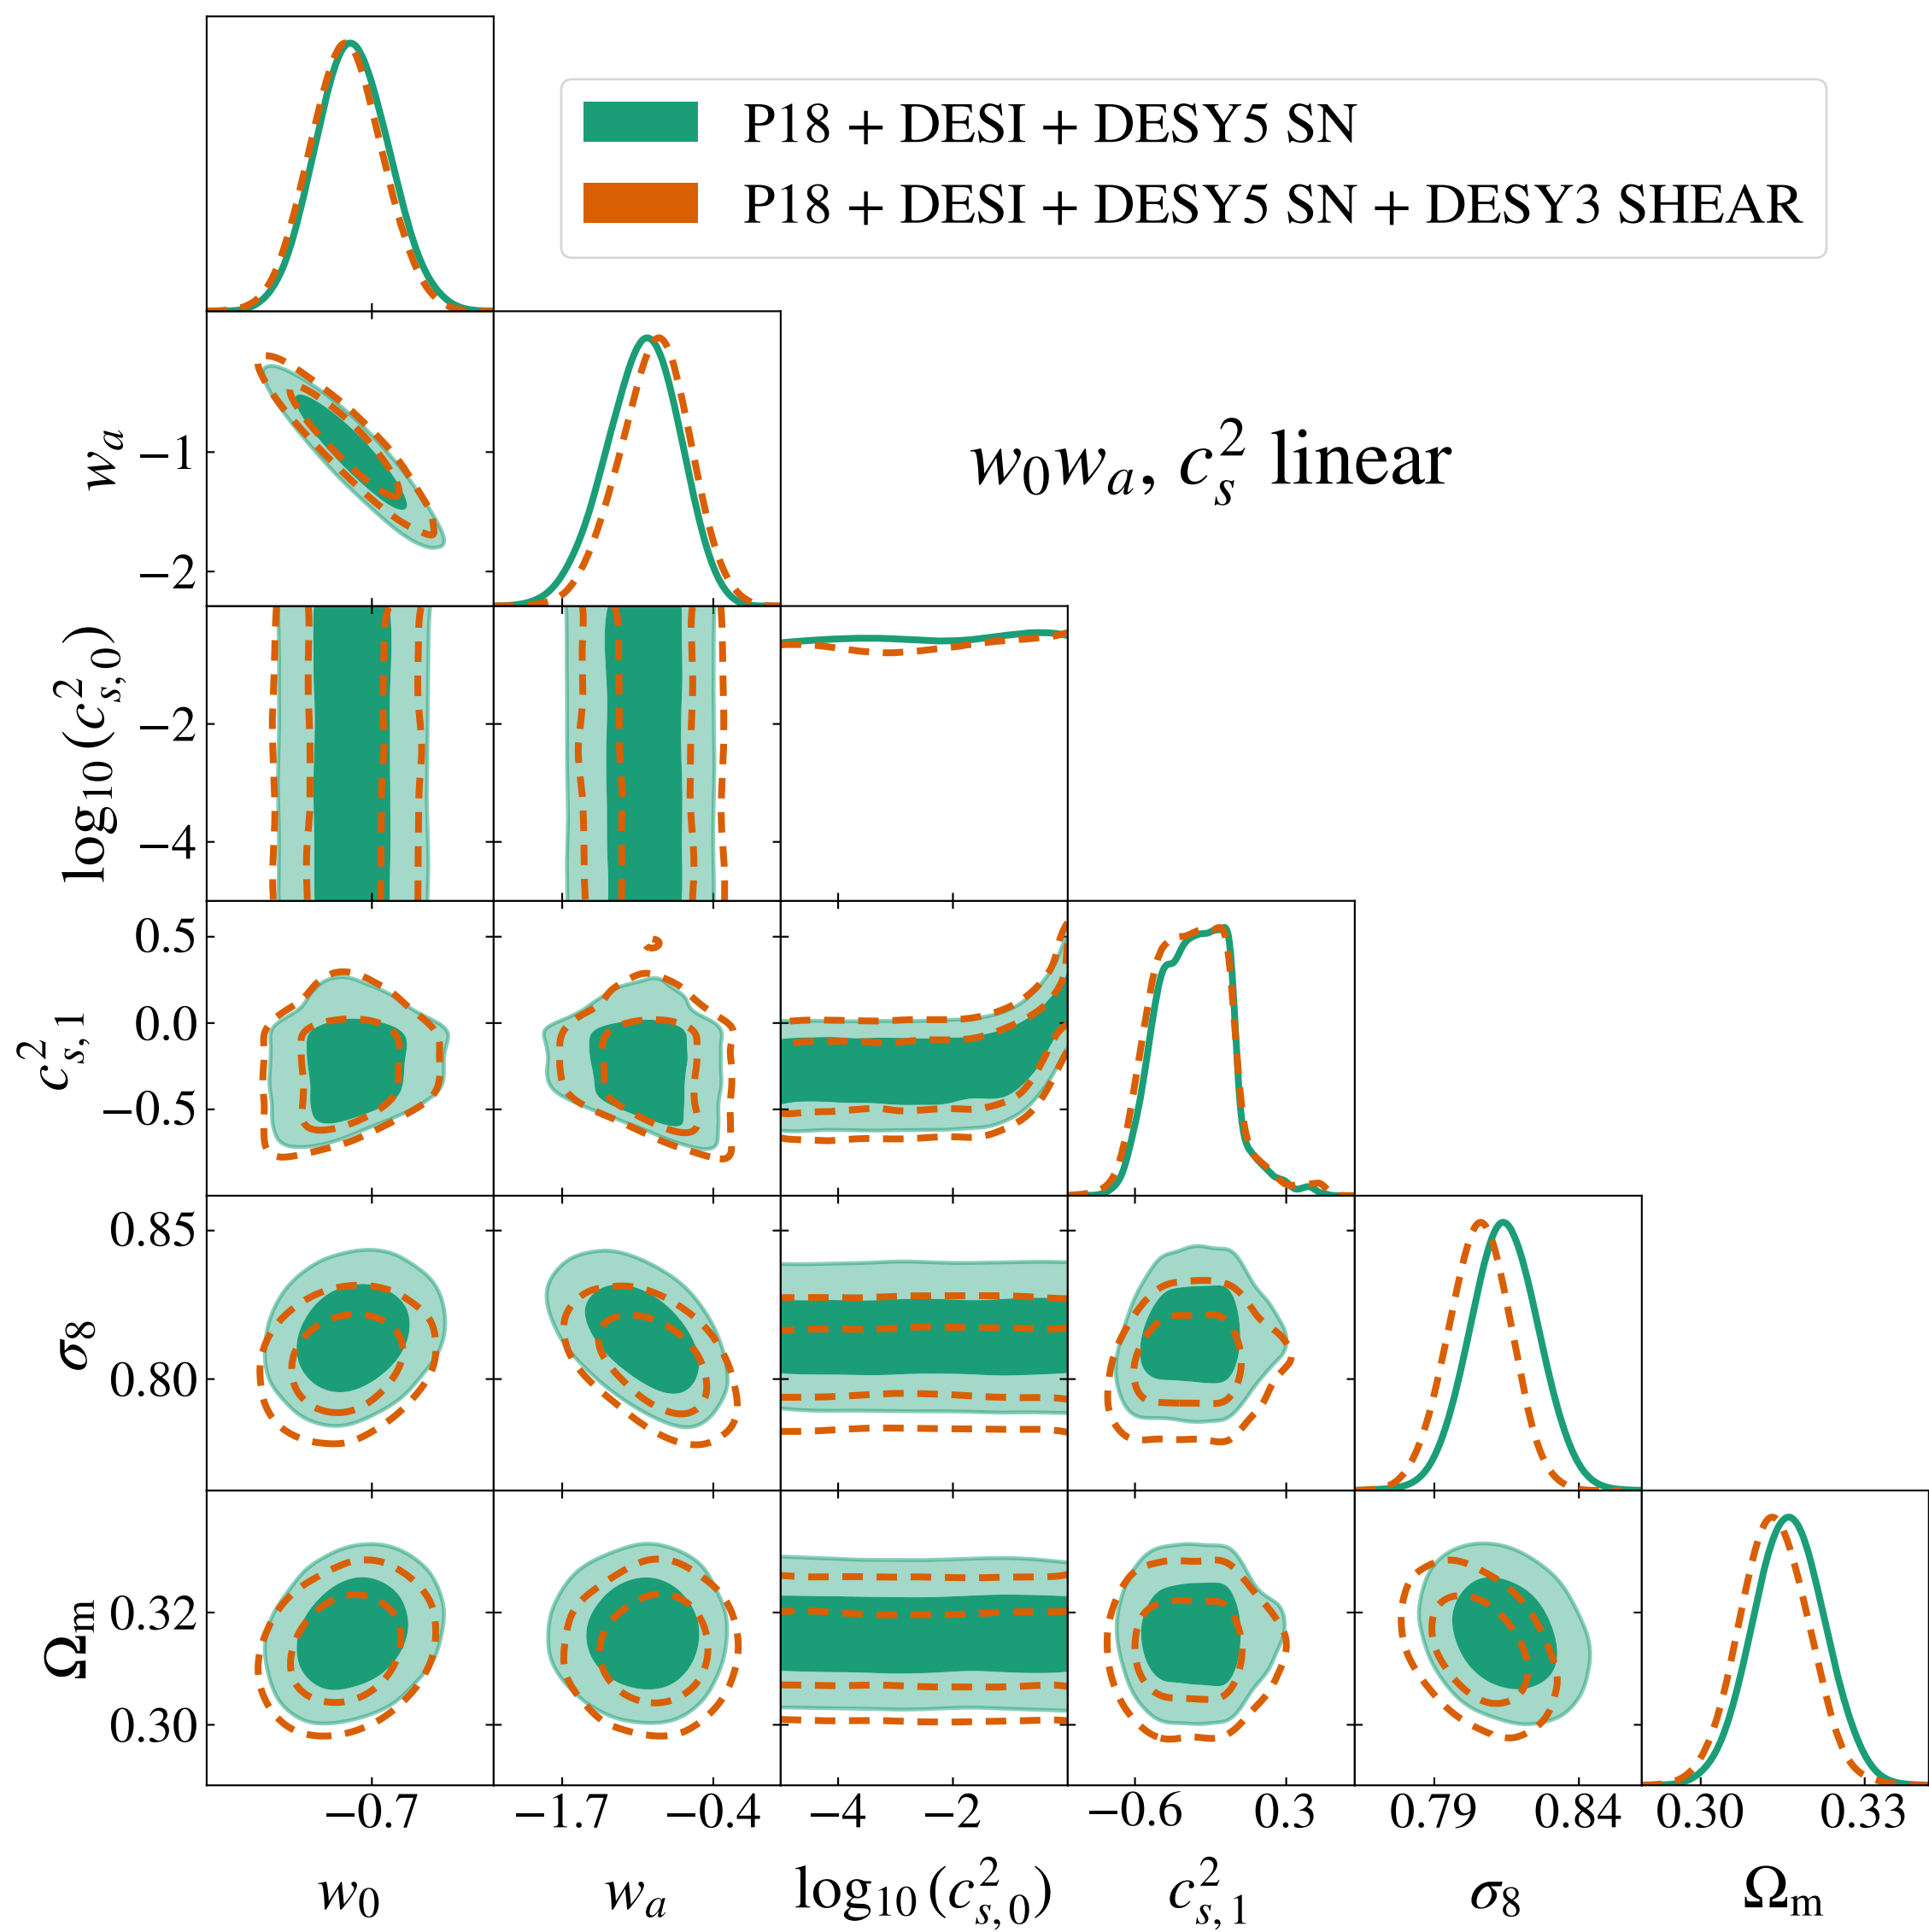 P18 + DESI + DESY5 SN
P18 + DESI + DESY5 SN + DESY3 SHEAR
w₀wₐ, cₛ² linear
wₐ
−1
−2
log₁₀(c²ₛ,₀)
−2
−4
c²ₛ,₁
0.5
0.0
−0.5
σ₈
0.85
0.80
Ωₘ
0.32
0.30
−0.7 −1.7 −0.4 −4 −2 −0.6 0.3 0.79 0.84 0.30 0.33
w₀ wₐ log₁₀(c²ₛ,₀) c²ₛ,₁ σ₈ Ωₘ